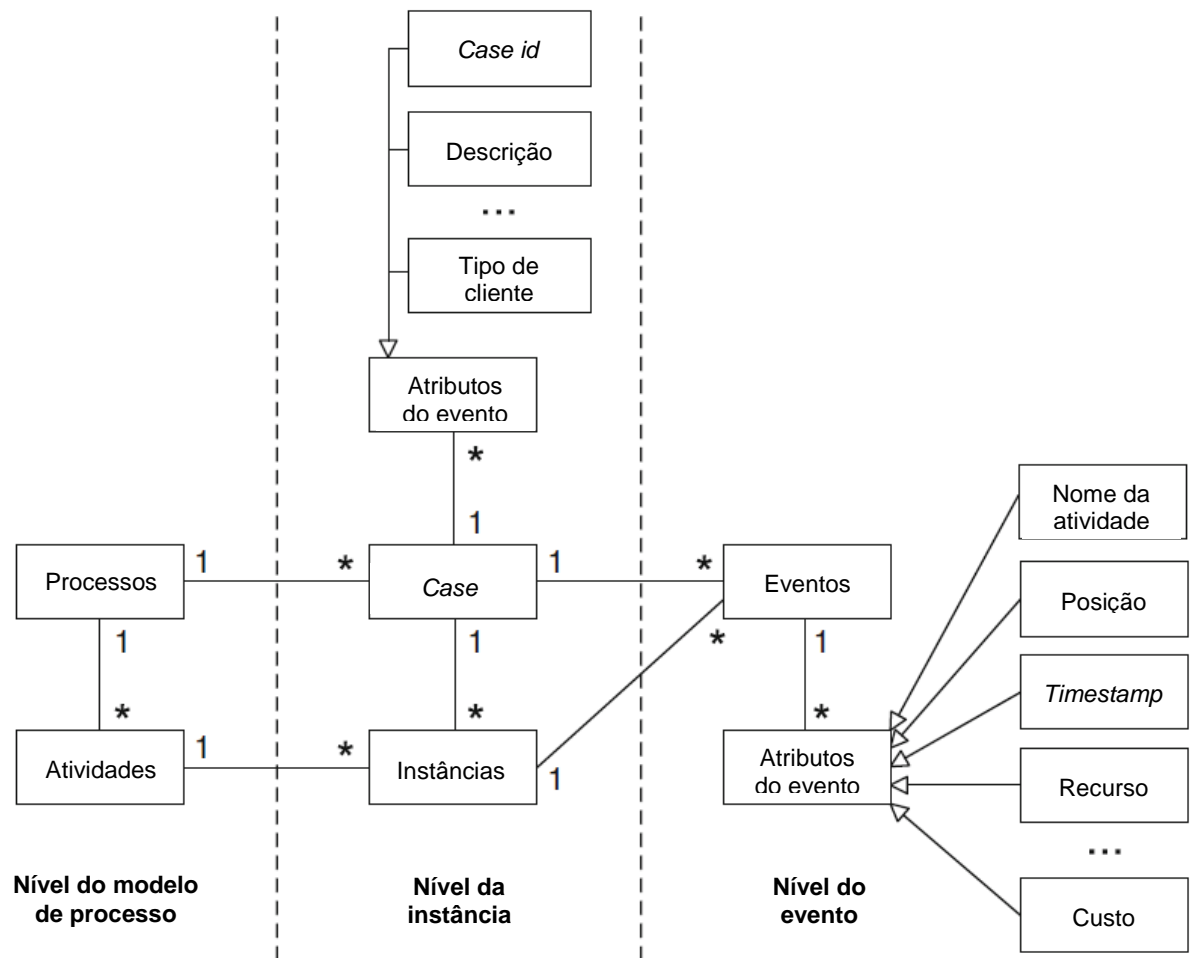 Case id
Descrição
...
Tipo de
cliente
Atributos
do evento
*
1
Processos
1
*
Case
1
*
Eventos
1
*
1
*
*
1
*
Atividades
1
*
Instâncias
1
Atributos
do evento
Nome da
atividade
Posição
Timestamp
Recurso
...
Custo
Nível do modelo
de processo
Nível da
instância
Nível do
evento